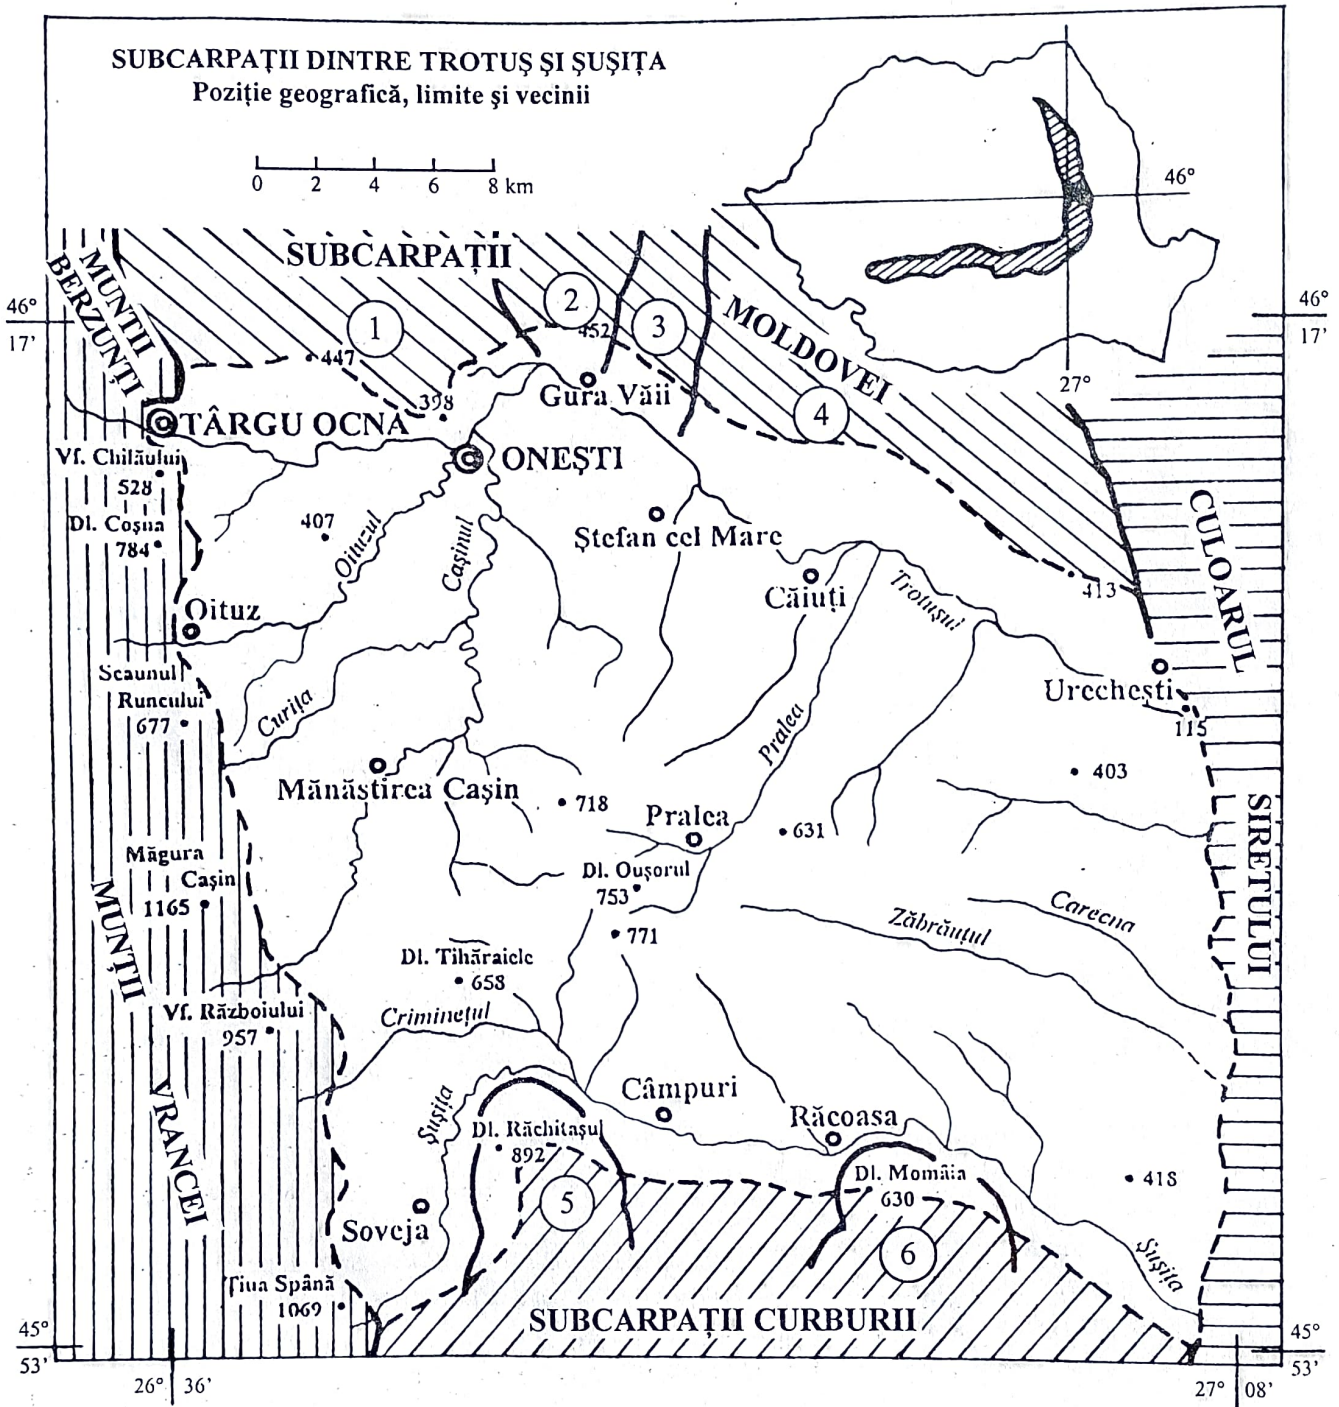 SUBCARPAȚII DINTRE TROTUȘ ȘI ȘUȘIȚA
Poziție geografică, limite și vecinii
0 2 4 6 8 km
46°
27°
SUBCARPAȚII
MOLDOVEI
MUNȚII
BERZUNȚI
46°
17'
46°
17'
1
2
3
4
452
447
398
Gura Văii
TÂRGU OCNA
ONEȘTI
Vf. Chilăului
528
Dl. Coșna
784
407
Oituzul
Cașinul
Ștefan cel Mare
Căiuți
Trotușul
413
CULOARUL
SIRETULUI
Oituz
Scaunul
Runcului
677
Curița
Urechești
115
Pralea
403
Mănăstirea Cașin
718
Pralea
631
Măgura
Cașin
1165
Dl. Oușorul
753
771
Zăbrăuțul
Carecna
MUNȚII
VRANCEI
Dl. Tihăraiele
658
Vf. Războiului
957
Criminețul
Șușița
Câmpuri
Răcoasa
Dl. Răchitașul
892
Dl. Momâia
630
418
5
6
Soveja
Șușița
Țiua Spână
1069
SUBCARPAȚII CURBURII
45°
53'
45°
53'
26° 36'
27° 08'